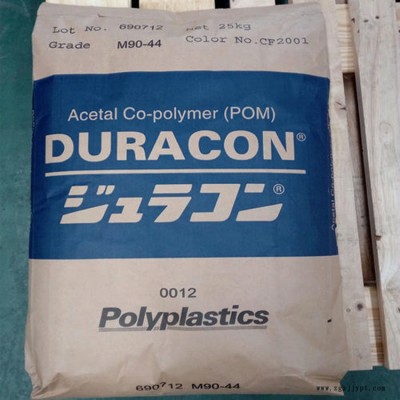 Lot No. 690712 Net 25kg
Grade M90-44 Color No. CF2001
Acetal Co-polymer (POM)
DURACON®
ジュラコン®
0012
Polyplastics
690712 M90-44